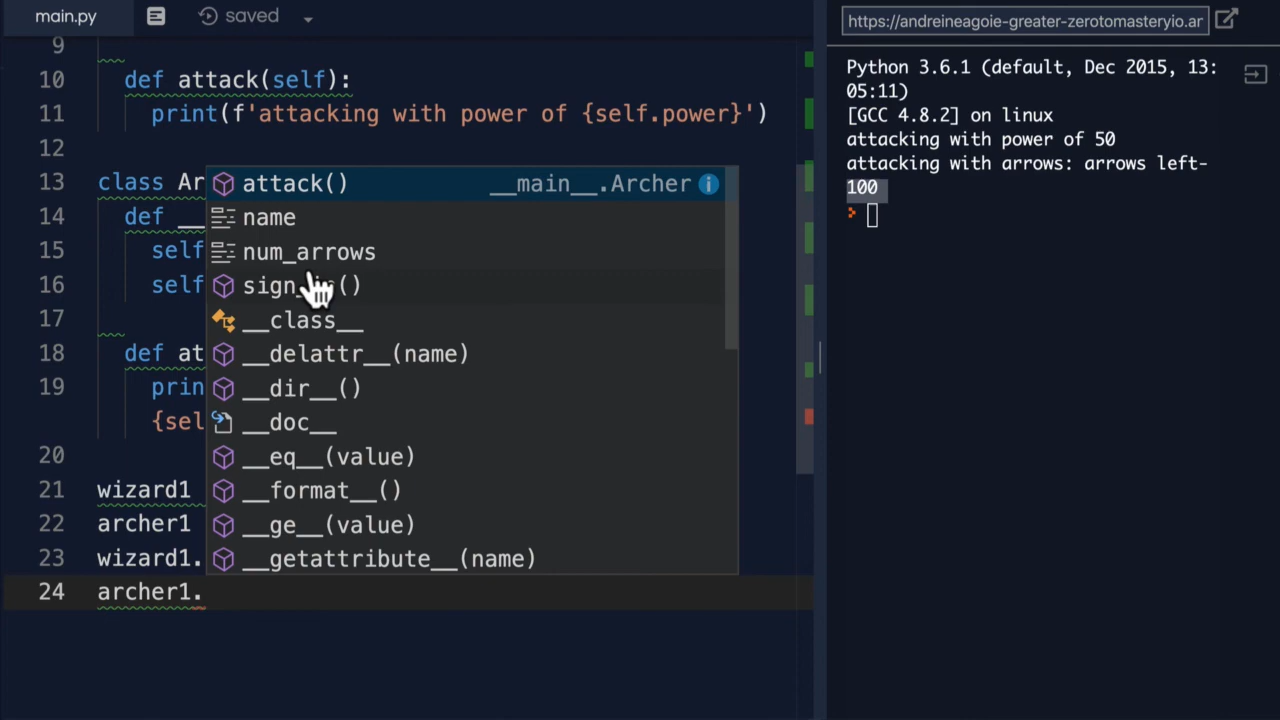 main.py
saved
https://andreineagoie-greater-zerotomasteryio.ar
9
10 def attack(self):
11 print(f'attacking with power of {self.power}')
12
13 class Ar
14 def __
15 self
16 self
17
18 def at
19 prin
{sel
20
21 wizard1
22 archer1
23 wizard1.
24 archer1.
attack() __main__.Archer
name
num_arrows
sign_ ()
__class__
__delattr__(name)
__dir__()
__doc__
__eq__(value)
__format__()
__ge__(value)
__getattribute__(name)
Python 3.6.1 (default, Dec 2015, 13:
05:11)
[GCC 4.8.2] on linux
attacking with power of 50
attacking with arrows: arrows left-
100